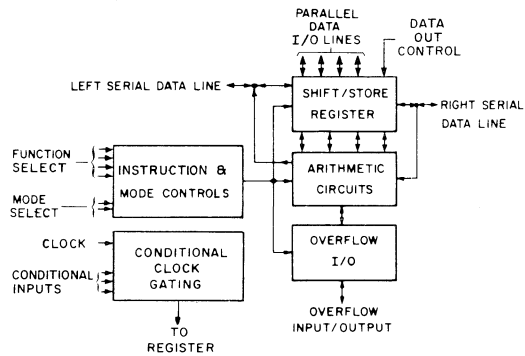 PARALLEL
DATA
I/O LINES
DATA
OUT
CONTROL
LEFT SERIAL DATA LINE
SHIFT/STORE
REGISTER
RIGHT SERIAL
DATA LINE
FUNCTION
SELECT
INSTRUCTION &
MODE CONTROLS
ARITHMETIC
CIRCUITS
MODE
SELECT
CLOCK
CONDITIONAL
INPUTS
CONDITIONAL
CLOCK
GATING
OVERFLOW
I/O
TO
REGISTER
OVERFLOW
INPUT/OUTPUT